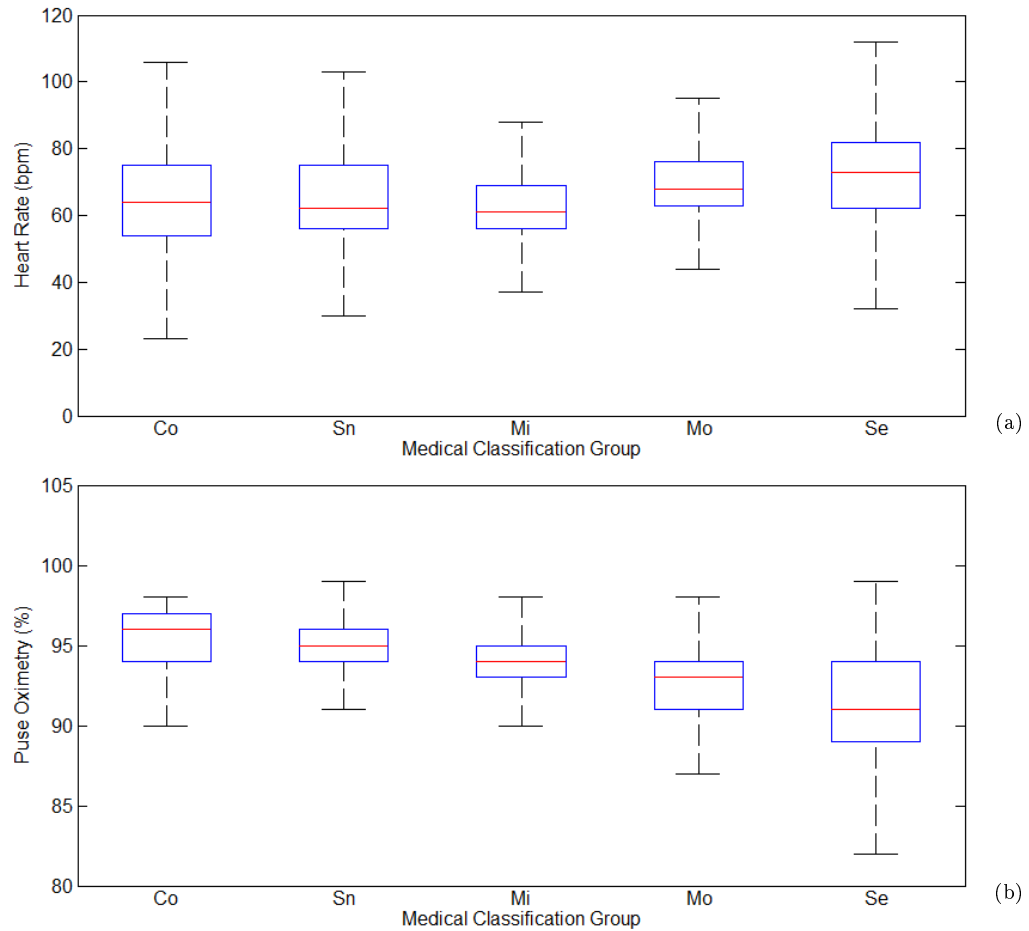 120
100
80
60
40
20
0
Heart Rate (bpm)
Co Sn Mi Mo Se
Medical Classification Group
(a)
105
100
95
90
85
80
Puse Oximetry (%)
Co Sn Mi Mo Se
Medical Classification Group
(b)